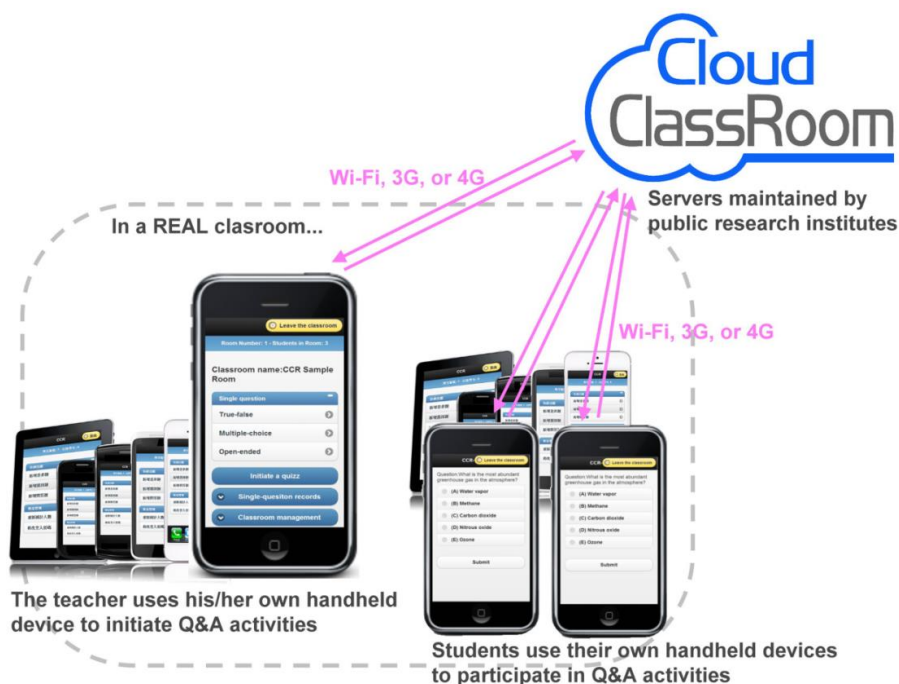 Cloud
ClassRoom
Wi-Fi, 3G, or 4G
Servers maintained by
public research institutes
In a REAL clasroom...
Leave the classroom
Room Number: 1 - Students in Room: 3
Classroom name:CCR Sample
Room
Single question
True-false
Multiple-choice
Open-ended
Initiate a quizz
Single-quesiton records
Classroom management
Wi-Fi, 3G, or 4G
CCR
CCR
Leave the classroom
Question:What is the most abundant
greenhouse gas in the atmosphere?
(A) Water vapor
(B) Methane
(C) Carbon dioxide
(D) Nitrous oxide
(E) Ozone
Submit
CCR
Leave the classroom
Question:What is the most abundant
greenhouse gas in the atmosphere?
(A) Water vapor
(B) Methane
(C) Carbon dioxide
(D) Nitrous oxide
(E) Ozone
Submit
The teacher uses his/her own handheld
device to initiate Q&A activities
Students use their own handheld devices
to participate in Q&A activities